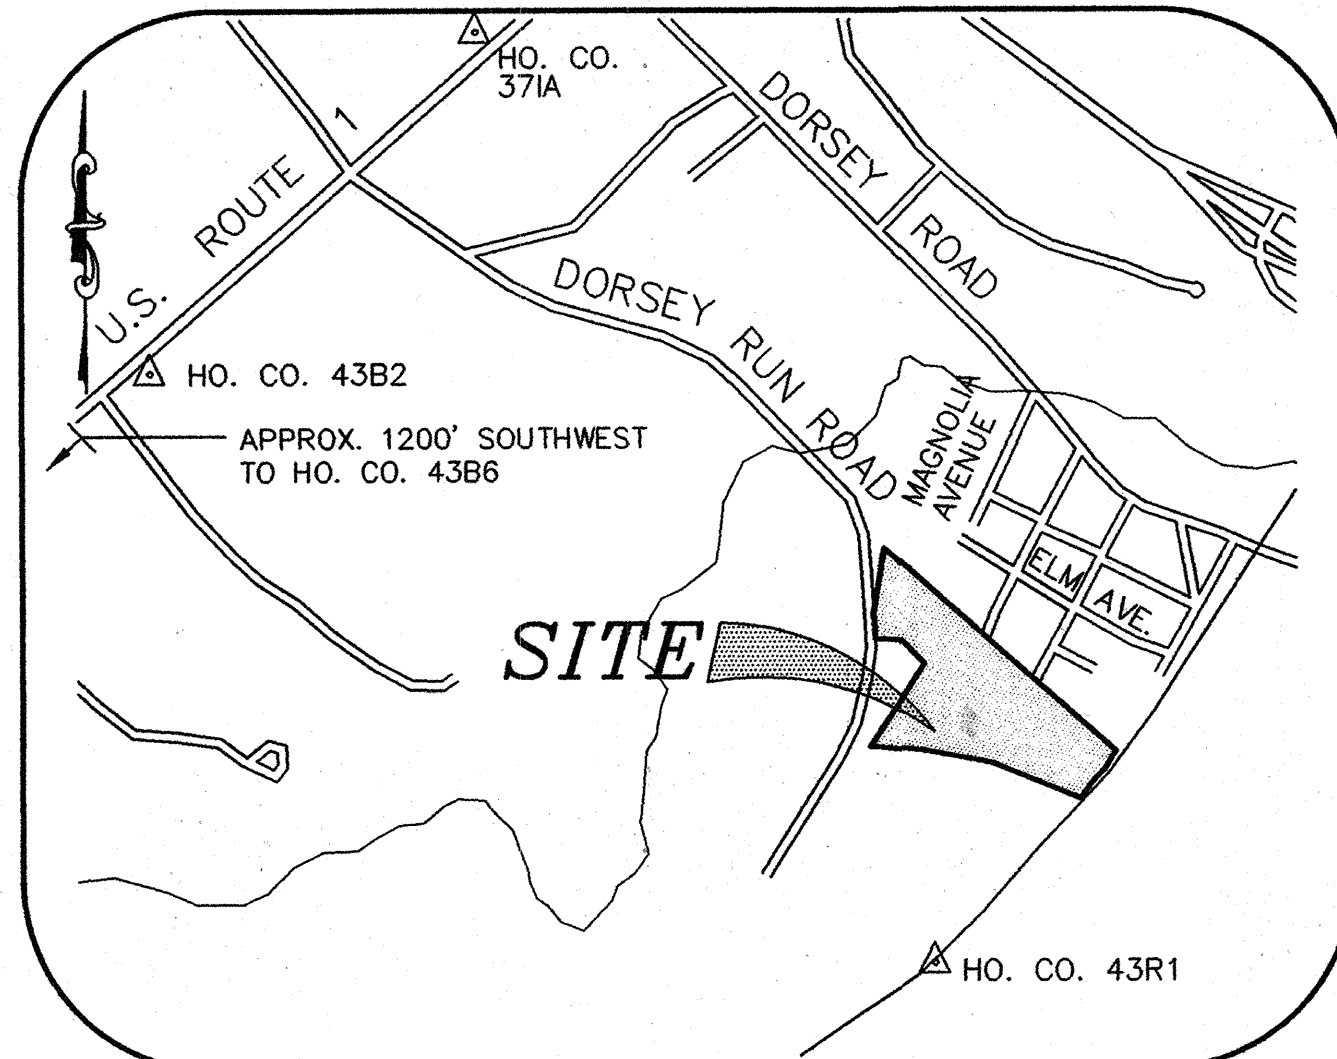 HO. CO.
371A
U.S. ROUTE 1
DORSEY ROAD
DORSEY RUN ROAD
HO. CO. 43B2
APPROX. 1200' SOUTHWEST
TO HO. CO. 43B6
MAGNOLIA
AVENUE
ELM AVE.
SITE
HO. CO. 43R1